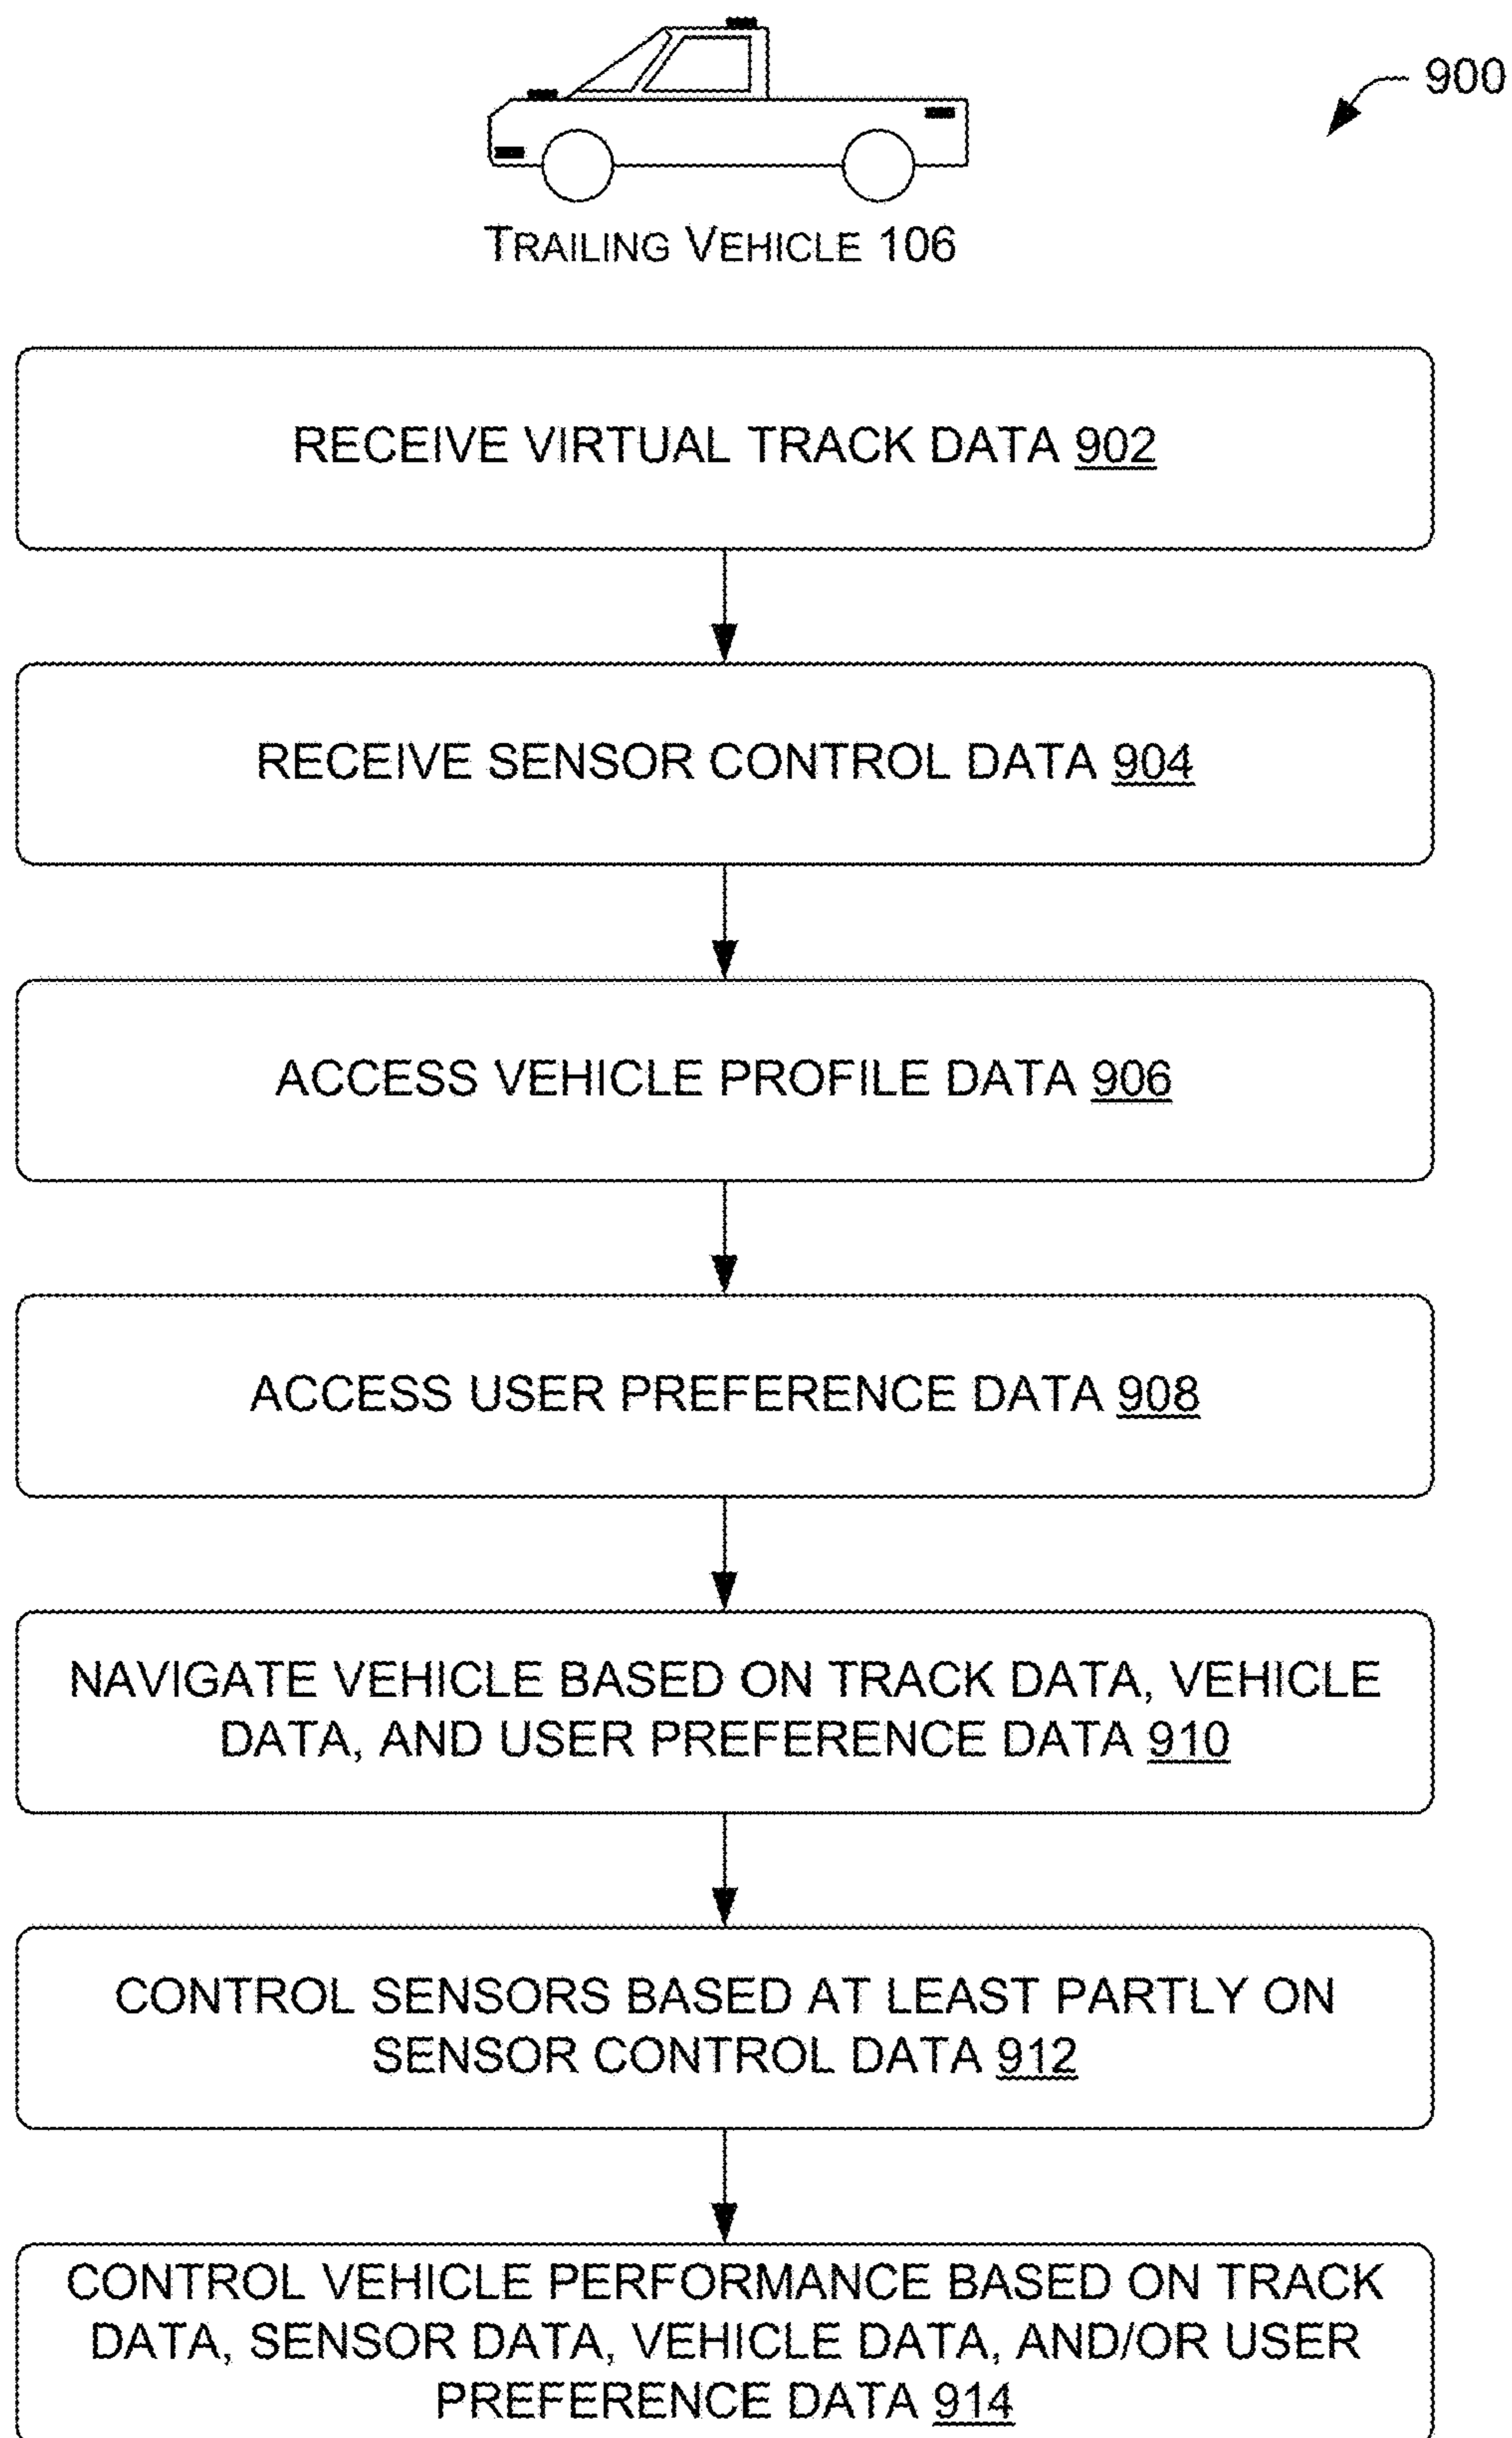 900
TRAILING VEHICLE 106
RECEIVE VIRTUAL TRACK DATA 902
RECEIVE SENSOR CONTROL DATA 904
ACCESS VEHICLE PROFILE DATA 906
ACCESS USER PREFERENCE DATA 908
NAVIGATE VEHICLE BASED ON TRACK DATA, VEHICLE
DATA, AND USER PREFERENCE DATA 910
CONTROL SENSORS BASED AT LEAST PARTLY ON
SENSOR CONTROL DATA 912
CONTROL VEHICLE PERFORMANCE BASED ON TRACK
DATA, SENSOR DATA, VEHICLE DATA, AND/OR USER
PREFERENCE DATA 914